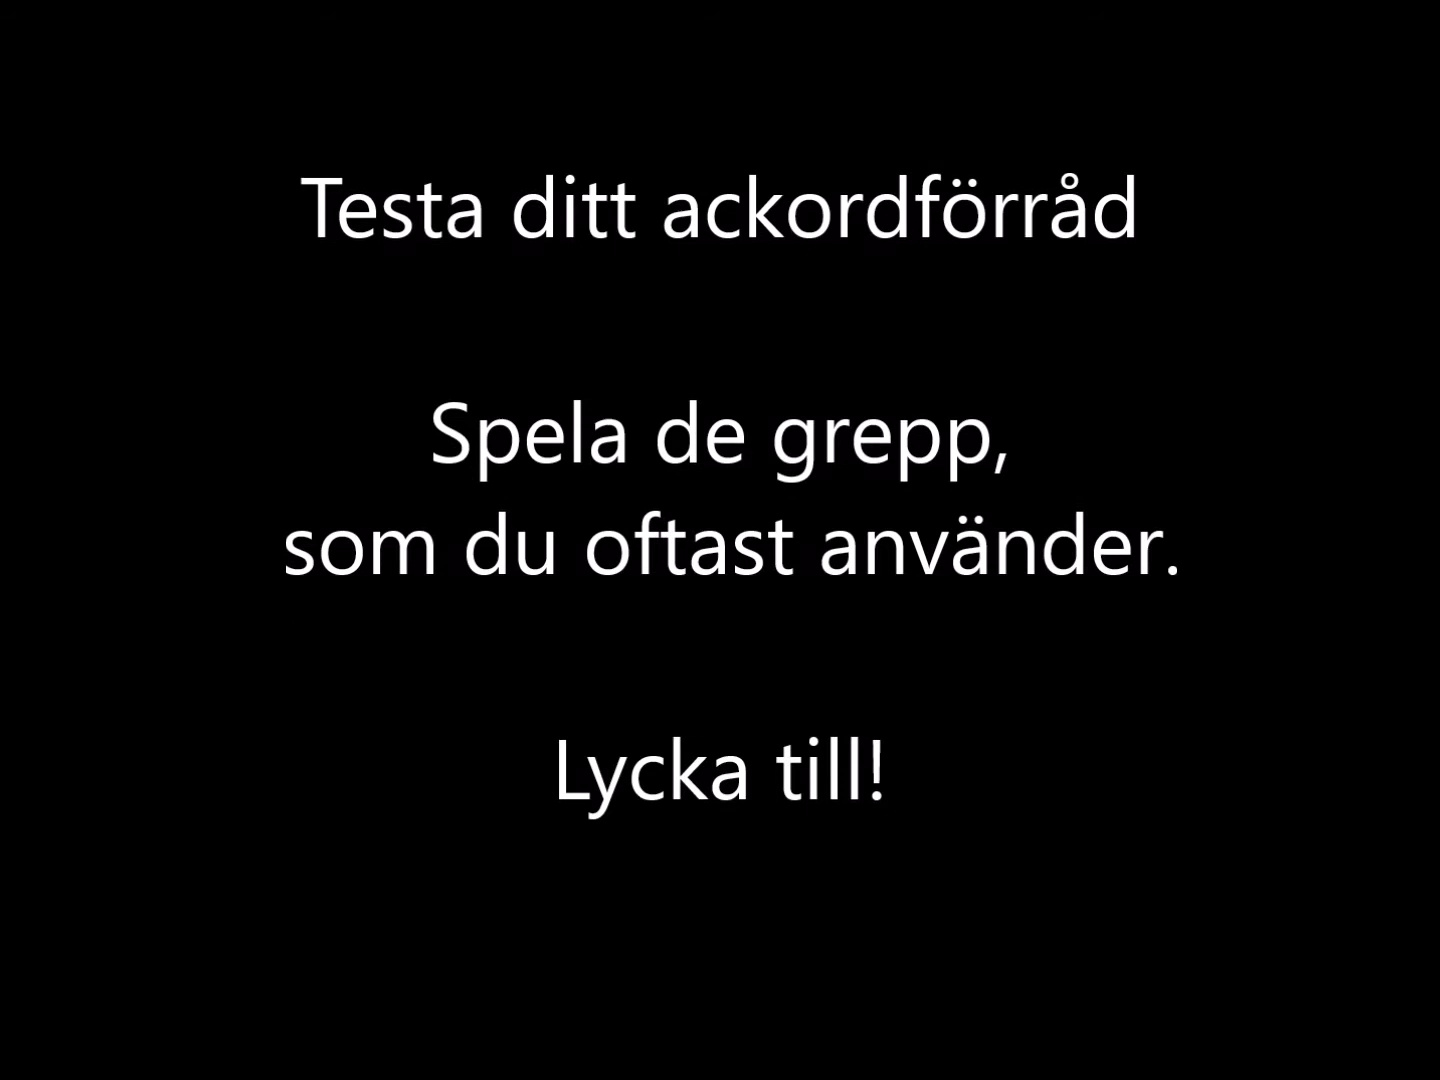 Testa ditt ackordförråd
Spela de grepp,
som du oftast använder.
Lycka till!